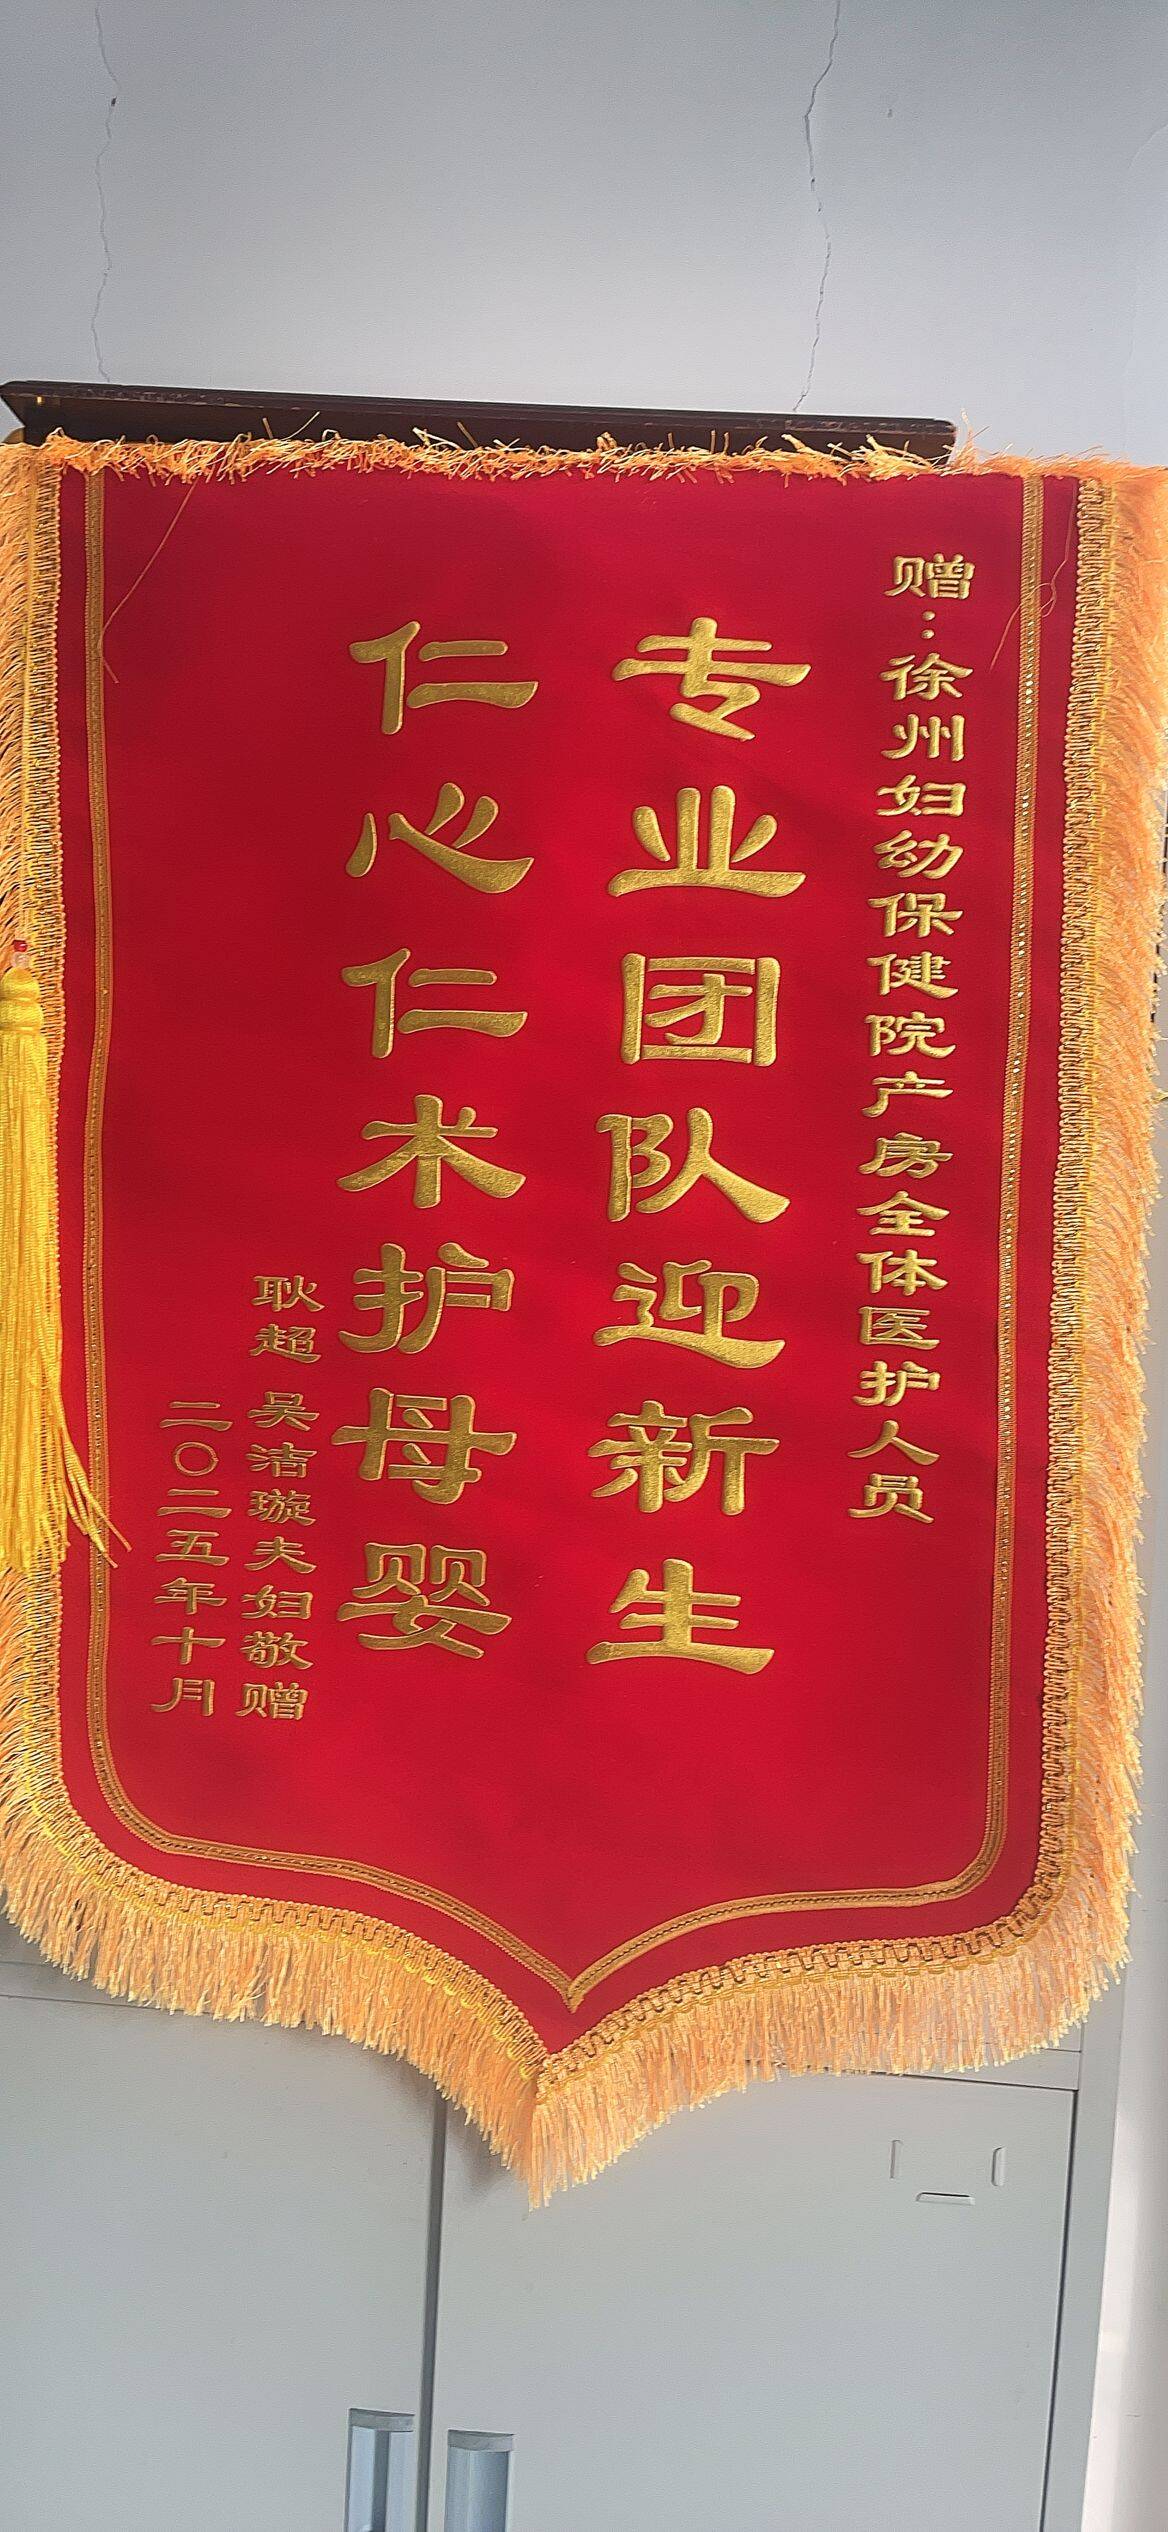 赠：徐州妇幼保健院产房全体医护人员
专业团队迎新生
仁心仁术护母婴
耿超 吴洁璇夫妇敬赠
二〇二五年十月